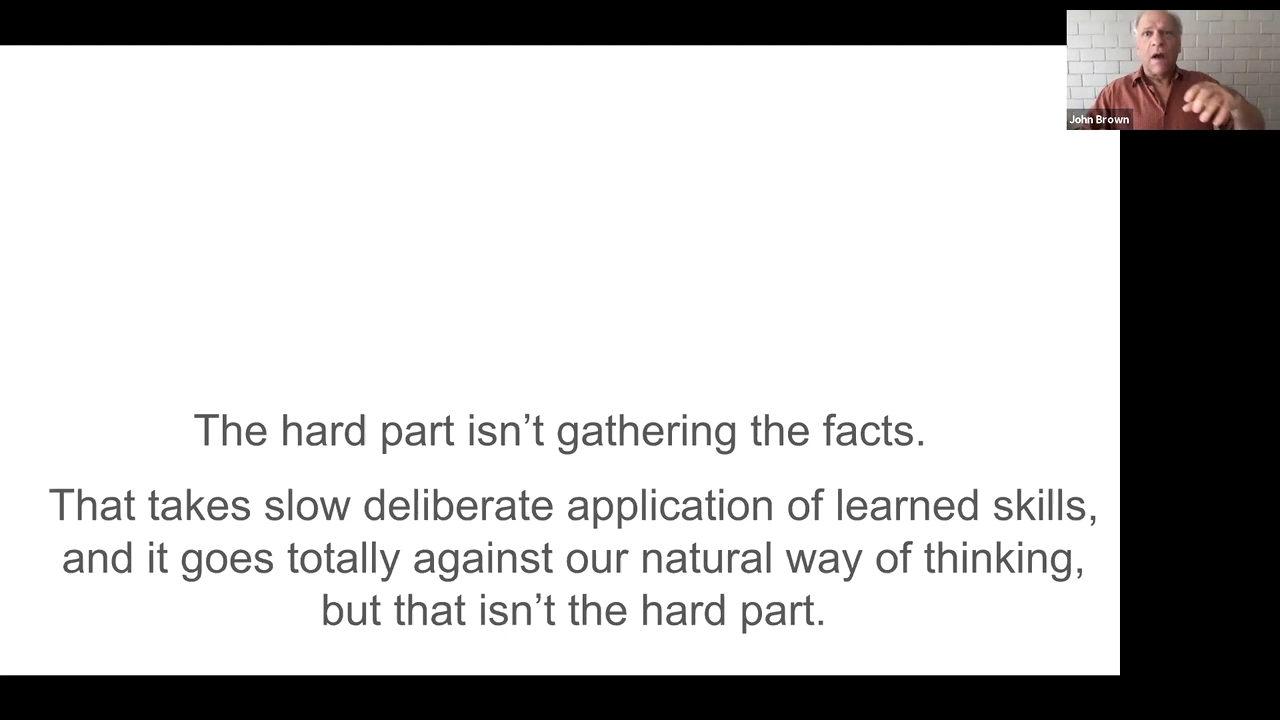 John Brown
The hard part isn’t gathering the facts.
That takes slow deliberate application of learned skills,
and it goes totally against our natural way of thinking,
but that isn’t the hard part.